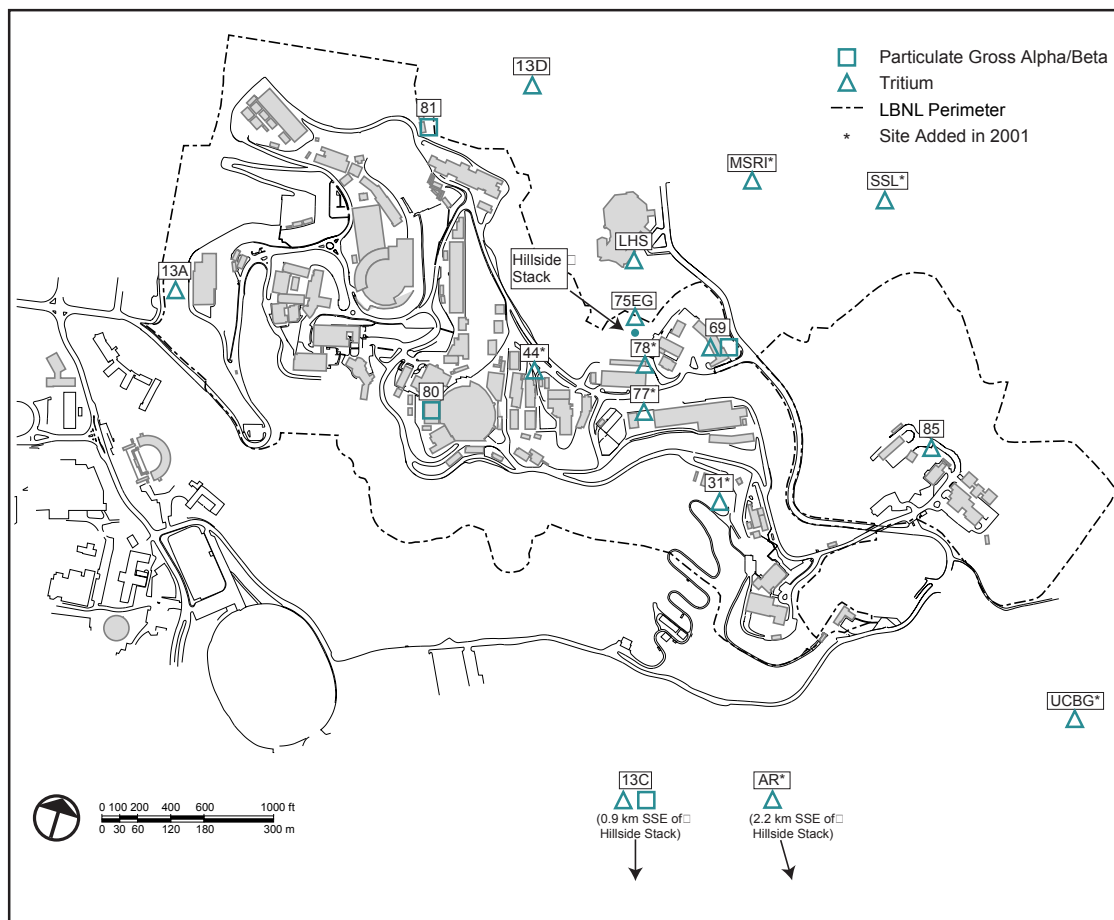 13D
Particulate Gross Alpha/Beta
Tritium
LBNL Perimeter
* Site Added in 2001
81
MSRI*
SSL*
LHS
Hillside
Stack
13A
75EG
69
78*
44*
77*
80
85
31*
UCBG*
13C
AR*
(0.9 km SSE of
Hillside Stack)
(2.2 km SSE of
Hillside Stack)
0 100 200 400 600 1000 ft
0 30 60 120 180 300 m